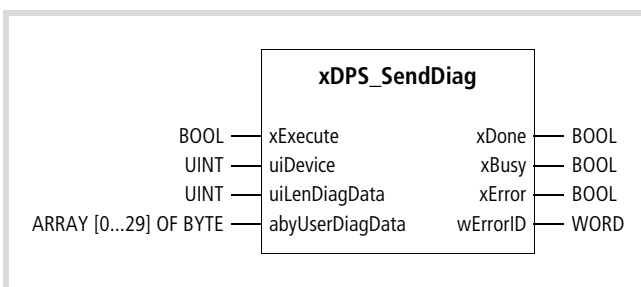 xDPS_SendDiag
BOOL xExecute xDone BOOL
UINT uiDevice xBusy BOOL
UINT uiLenDiagData xError BOOL
ARRAY [0...29] OF BYTE abyUserDiagData wErrorID WORD